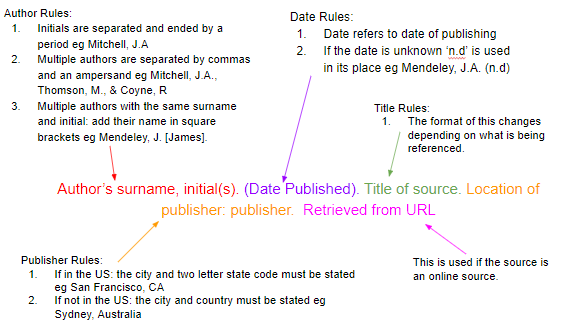 Author Rules:
1. Initials are separated and ended by a
period eg Mitchell, J.A
2. Multiple authors are separated by commas
and an ampersand eg Mitchell, J.A.,
Thomson, M., & Coyne, R
3. Multiple authors with the same surname
and initial: add their name in square
brackets eg Mendeley, J. [James].
Date Rules:
1. Date refers to date of publishing
2. If the date is unknown ‘n.d’ is used
in its place eg Mendeley, J.A. (n.d)
Title Rules:
1. The format of this changes
depending on what is being
referenced.
Author’s surname, initial(s). (Date Published). Title of source. Location of
publisher: publisher. Retrieved from URL
Publisher Rules:
1. If in the US: the city and two letter state code must be stated
eg San Francisco, CA
2. If not in the US: the city and country must be stated eg
Sydney, Australia
This is used if the source is
an online source.